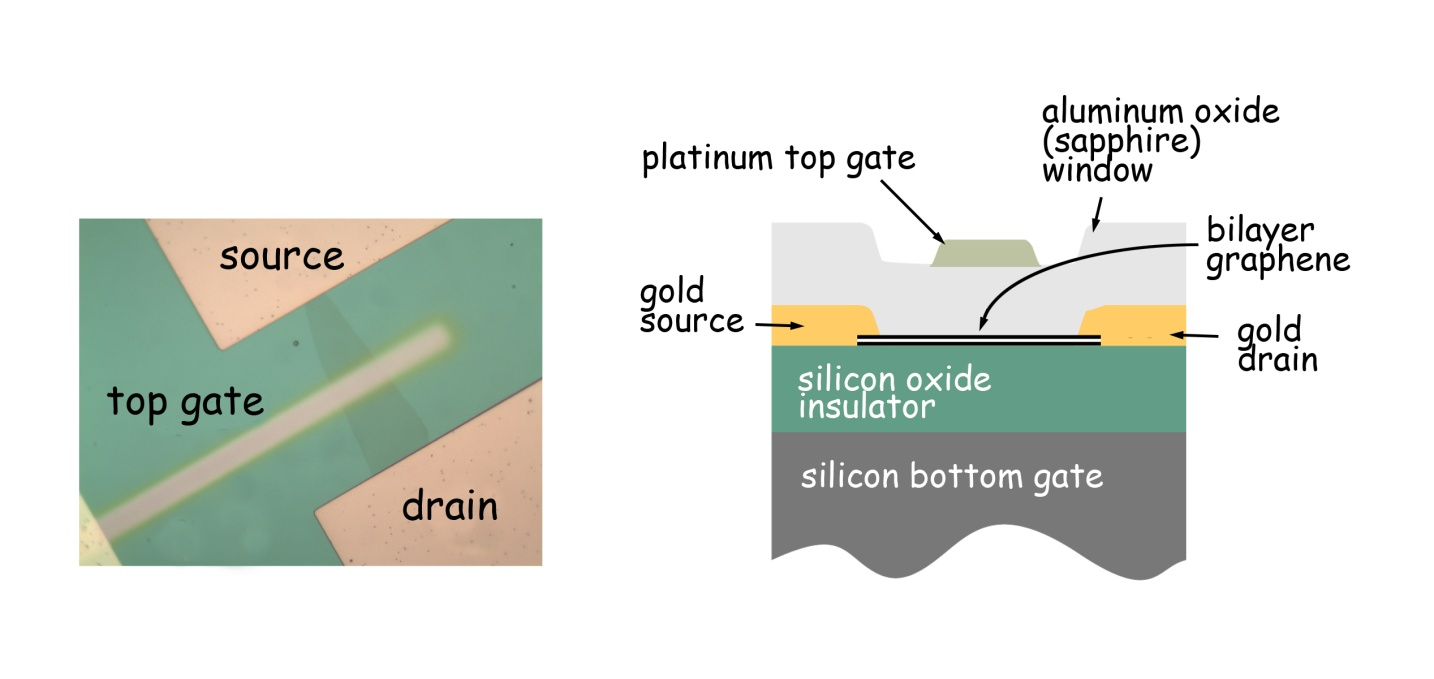 source
top gate
drain
platinum top gate
aluminum oxide
(sapphire)
window
bilayer
graphene
gold
source
gold
drain
silicon oxide
insulator
silicon bottom gate